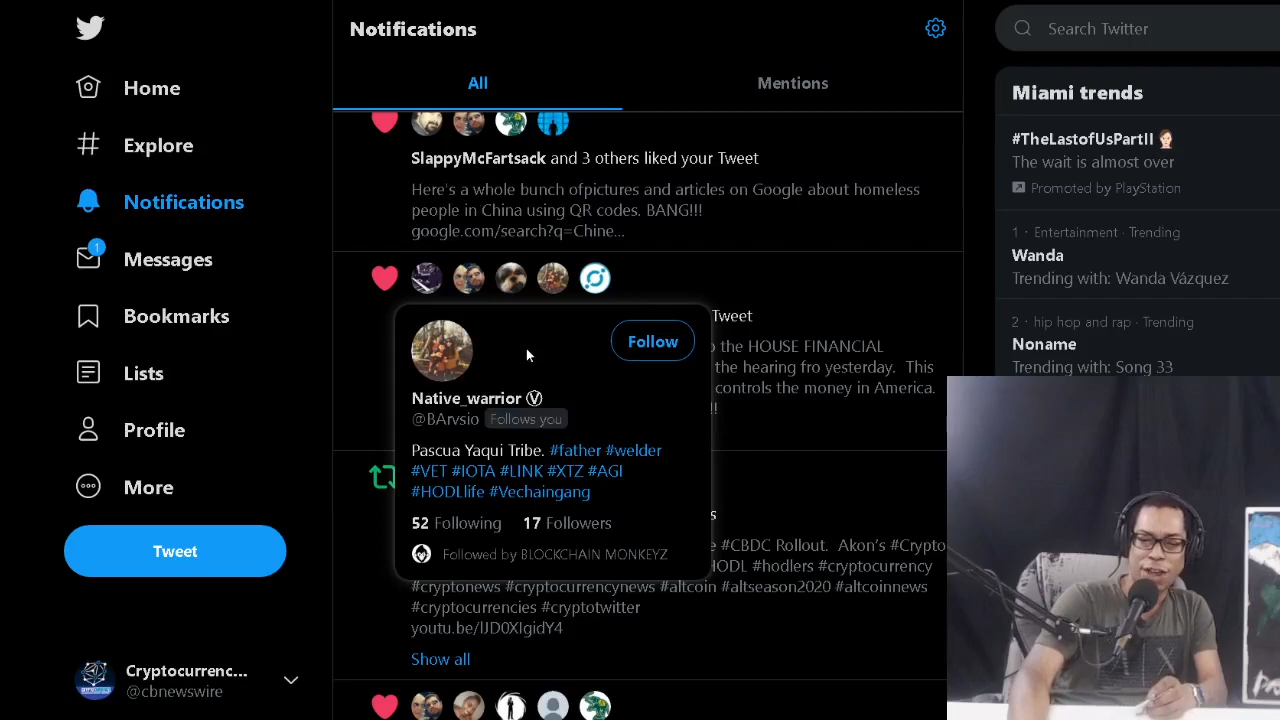 Home
Explore
Notifications
1
Messages
Bookmarks
Lists
Profile
More
Tweet
Cryptocurrenc...
@cbnewswire
Notifications
All
Mentions
SlappyMcFartsack and 3 others liked your Tweet
Here's a whole bunch ofpictures and articles on Google about homeless
people in China using QR codes. BANG!!!
google.com/search?q=Chine...
Tweet
the HOUSE FINANCIAL
the hearing fro yesterday. This
controls the money in America.
!!
Follow
Native_warrior Ⓥ
@BArvsio Follows you
Pascua Yaqui Tribe. #father #welder
#VET #IOTA #LINK #XTZ #AGI
#HODLlife #Vechaingang
52 Following 17 Followers
Followed by BLOCKCHAIN MONKEYZ
s
e #CBDC Rollout. Akon's #Crypto
HODL #hodlers #cryptocurrency
#cryptonews #cryptocurrencynews #altcoin #altseason2020 #altcoinnews
#cryptocurrencies #cryptotwitter
youtu.be/lJD0XIgidY4
Show all
Search Twitter
Miami trends
#TheLastofUsPartII
The wait is almost over
Promoted by PlayStation
1 · Entertainment · Trending
Wanda
Trending with: Wanda Vázquez
2 · hip hop and rap · Trending
Noname
Trending with: Song 33